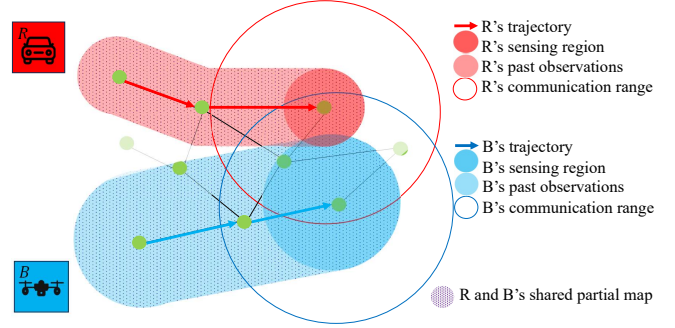 R
R's trajectory
R's sensing region
R's past observations
R's communication range
B's trajectory
B's sensing region
B's past observations
B's communication range
B
R and B's shared partial map